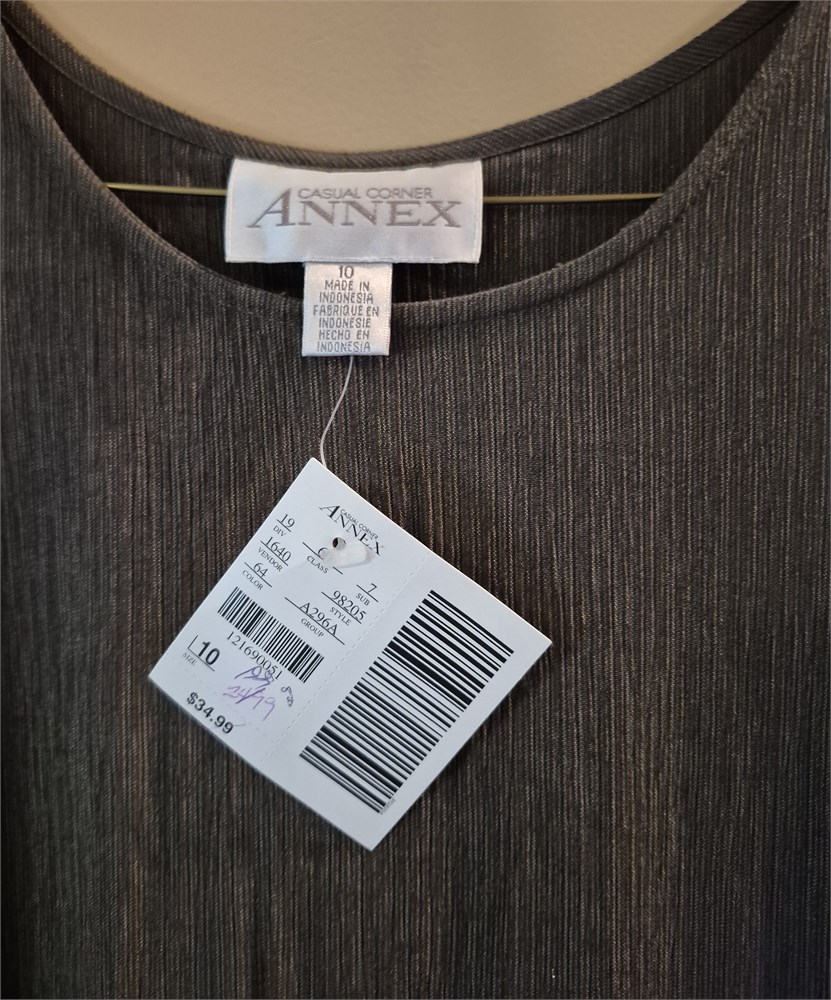 CASUAL CORNER
ANNEX
10
MADE IN
INDONESIA
FABRIQUE EN
INDONESIE
HECHO EN
INDONESIA
CASUAL CORNER
ANNEX
19
DIV
CLASS
7
SUB
1640
VENDOR
98205
STYLE
64
COLOR
A296A
GROUP
121690051
10
SIZE
$34.99